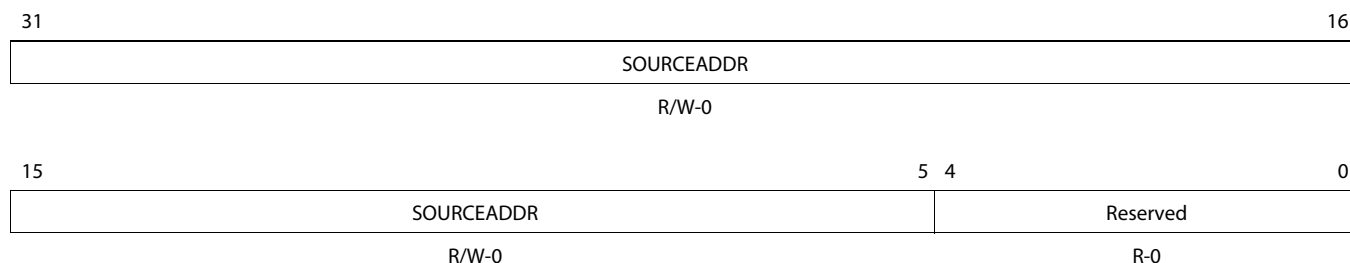 31 16
SOURCEADDR
R/W-0
15 5 4 0
SOURCEADDR Reserved
R/W-0 R-0